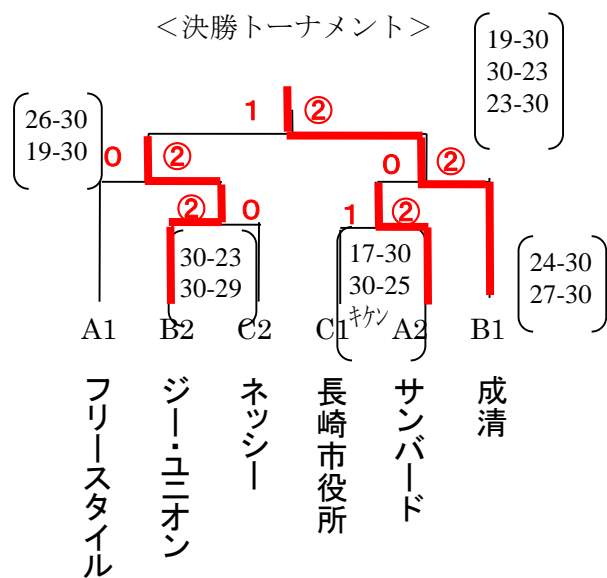 ＜決勝トーナメント＞
19-30
30-23
23-30
1 ②
26-30
19-30
0 ②
0 ②
② 0
1 ②
30-23
30-29
17-30
30-25
ｷｹﾝ
24-30
27-30
A1 B2 C2 C1 A2 B1
フリースタイル
ジー・ユニオン
ネッシー
長崎市役所
サンバード
成清